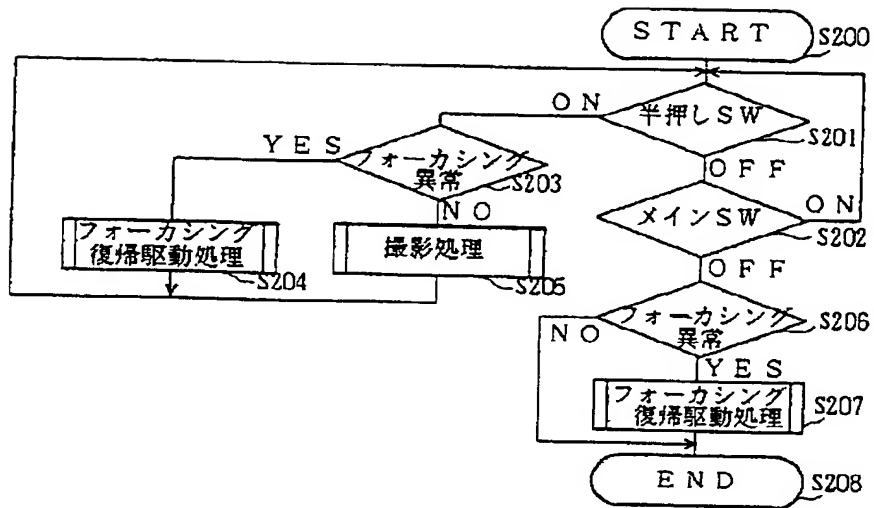 START
S200
半押しSW
S201
ON
OFF
メインSW
S202
ON
OFF
フォーカシング
異常
S203
YES
NO
フォーカシング
復帰駆動処理
S204
撮影処理
S205
フォーカシング
異常
S206
NO
YES
フォーカシング
復帰駆動処理
S207
END
S208